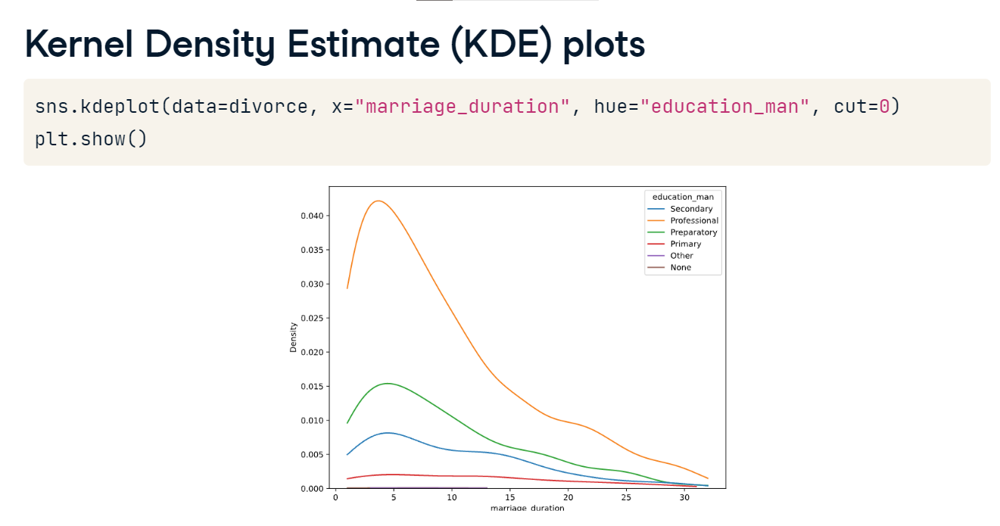 Kernel Density Estimate (KDE) plots
sns.kdeplot(data=divorce, x="marriage_duration", hue="education_man", cut=0)
plt.show()
education_man
Secondary
Professional
Preparatory
Primary
Other
None
Density
0.040
0.035
0.030
0.025
0.020
0.015
0.010
0.005
0.000
0 5 10 15 20 25 30
marriage_duration